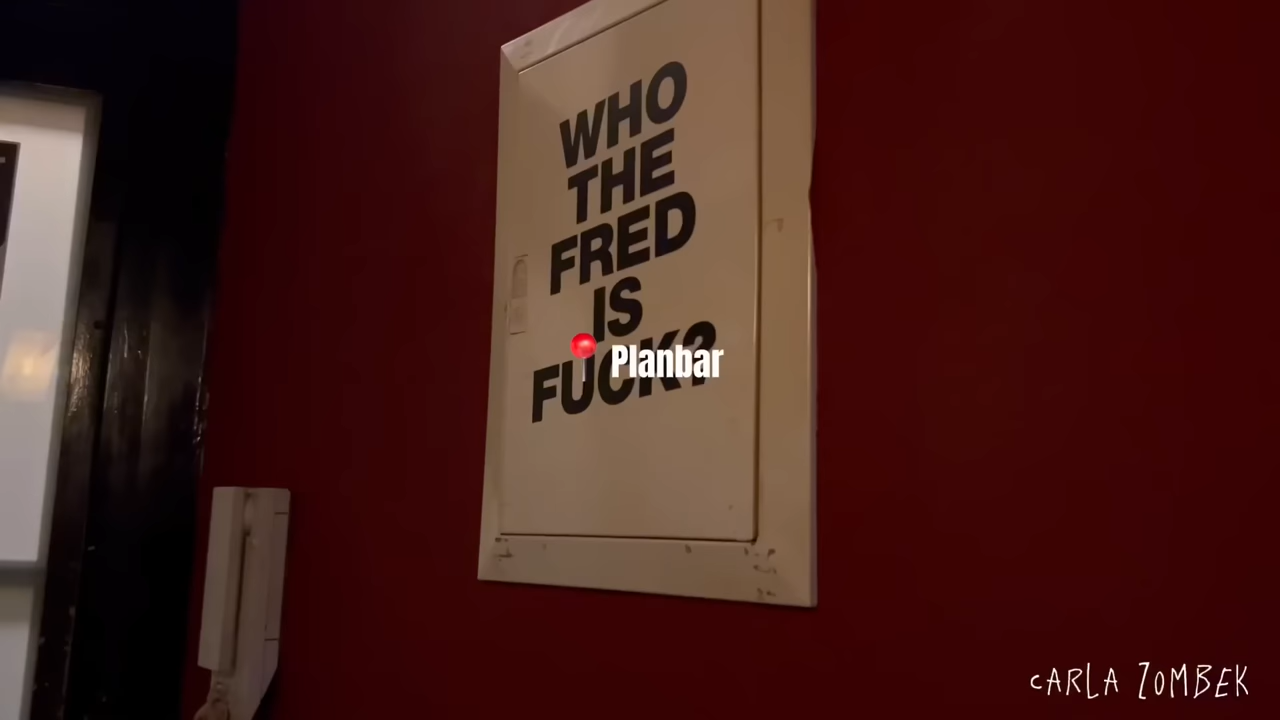 WHO
THE
FRED
IS
FUCK?
📍 Planbar
CARLA ZOMBEK